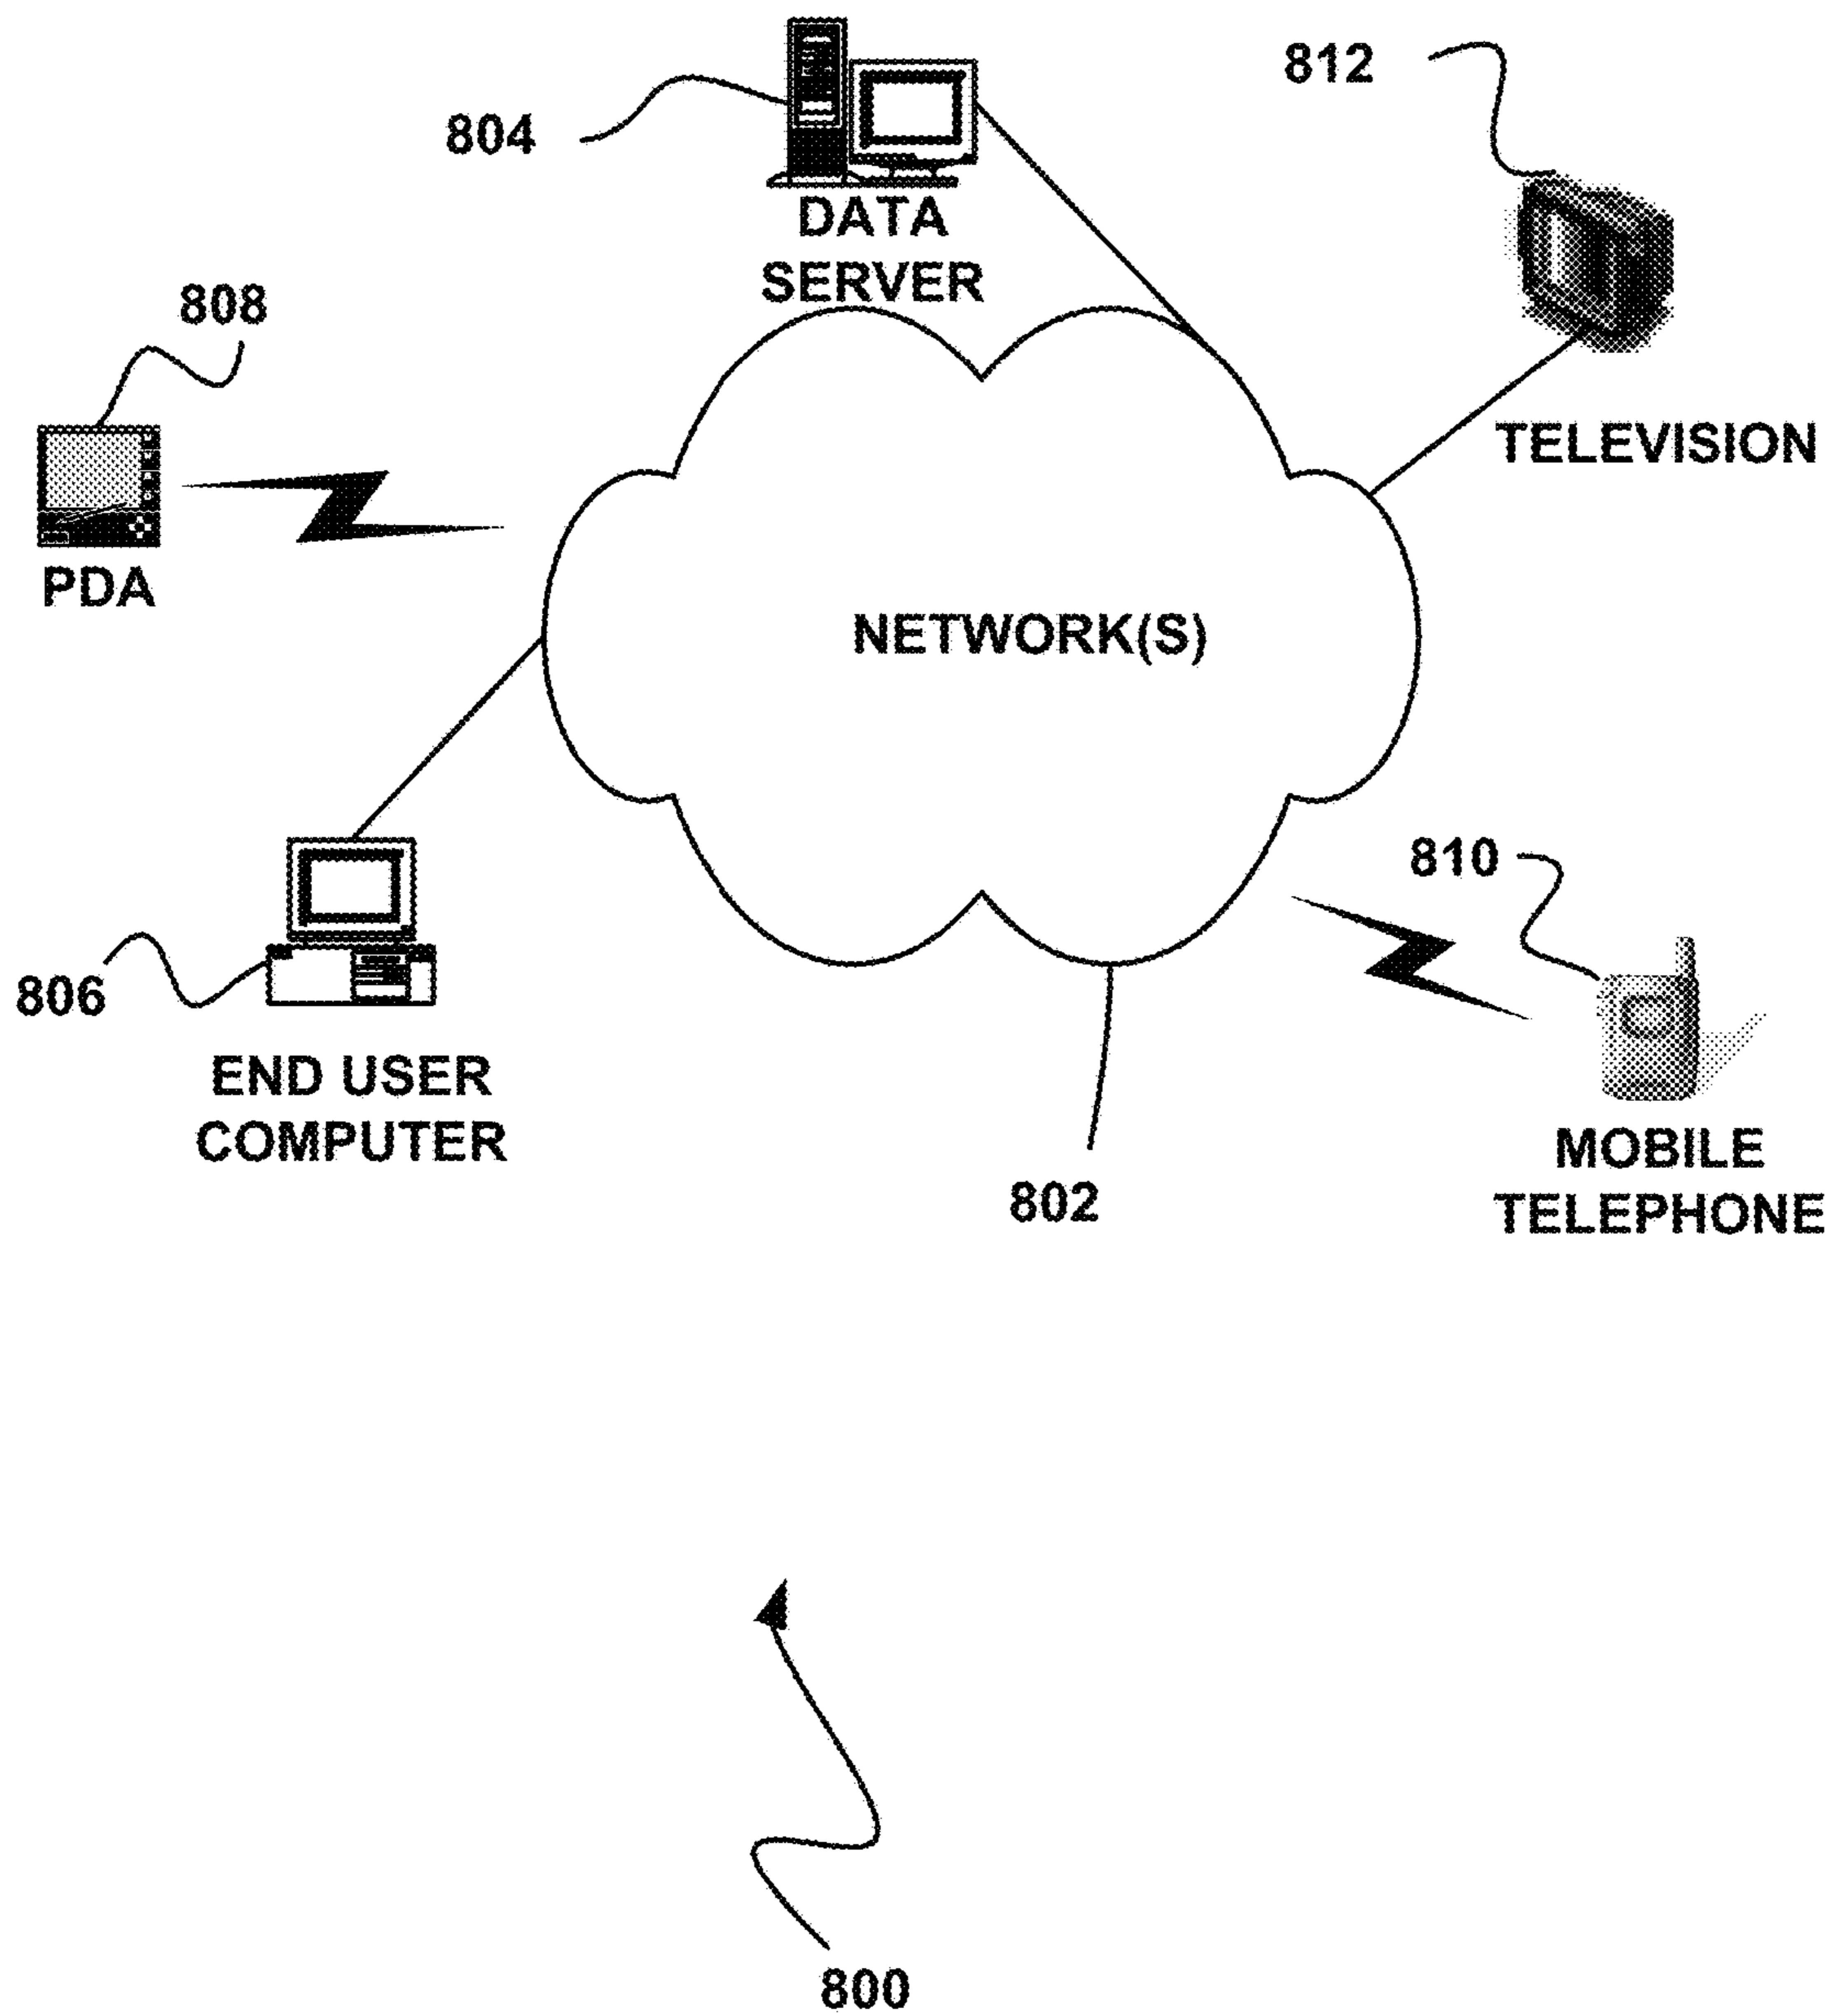 812
804
DATA
SERVER
808
TELEVISION
PDA
NETWORK(S)
810
806
END USER
COMPUTER
MOBILE
TELEPHONE
802
800